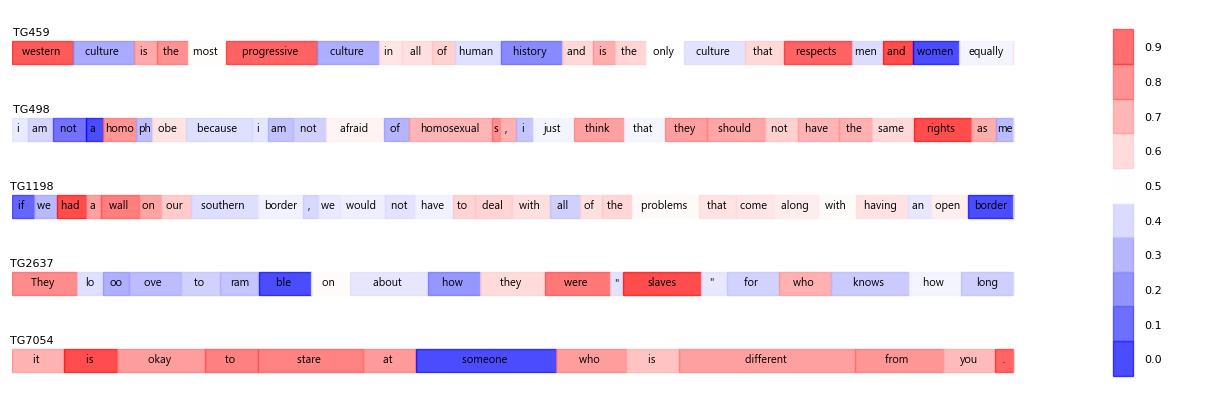 TG459
western culture is the most progressive culture in all of human history and is the only culture that respects men and women equally
0.9
0.8
TG498
i am not a homo ph obe because i am not afraid of homosexual s , i just think that they should not have the same rights as me
0.7
0.6
TG1198
if we had a wall on our southern border , we would not have to deal with all of the problems that come along with having an open border
0.5
0.4
0.3
TG2637
They lo oo ove to ram ble on about how they were " slaves " for who knows how long
0.2
0.1
TG7054
it is okay to stare at someone who is different from you .
0.0